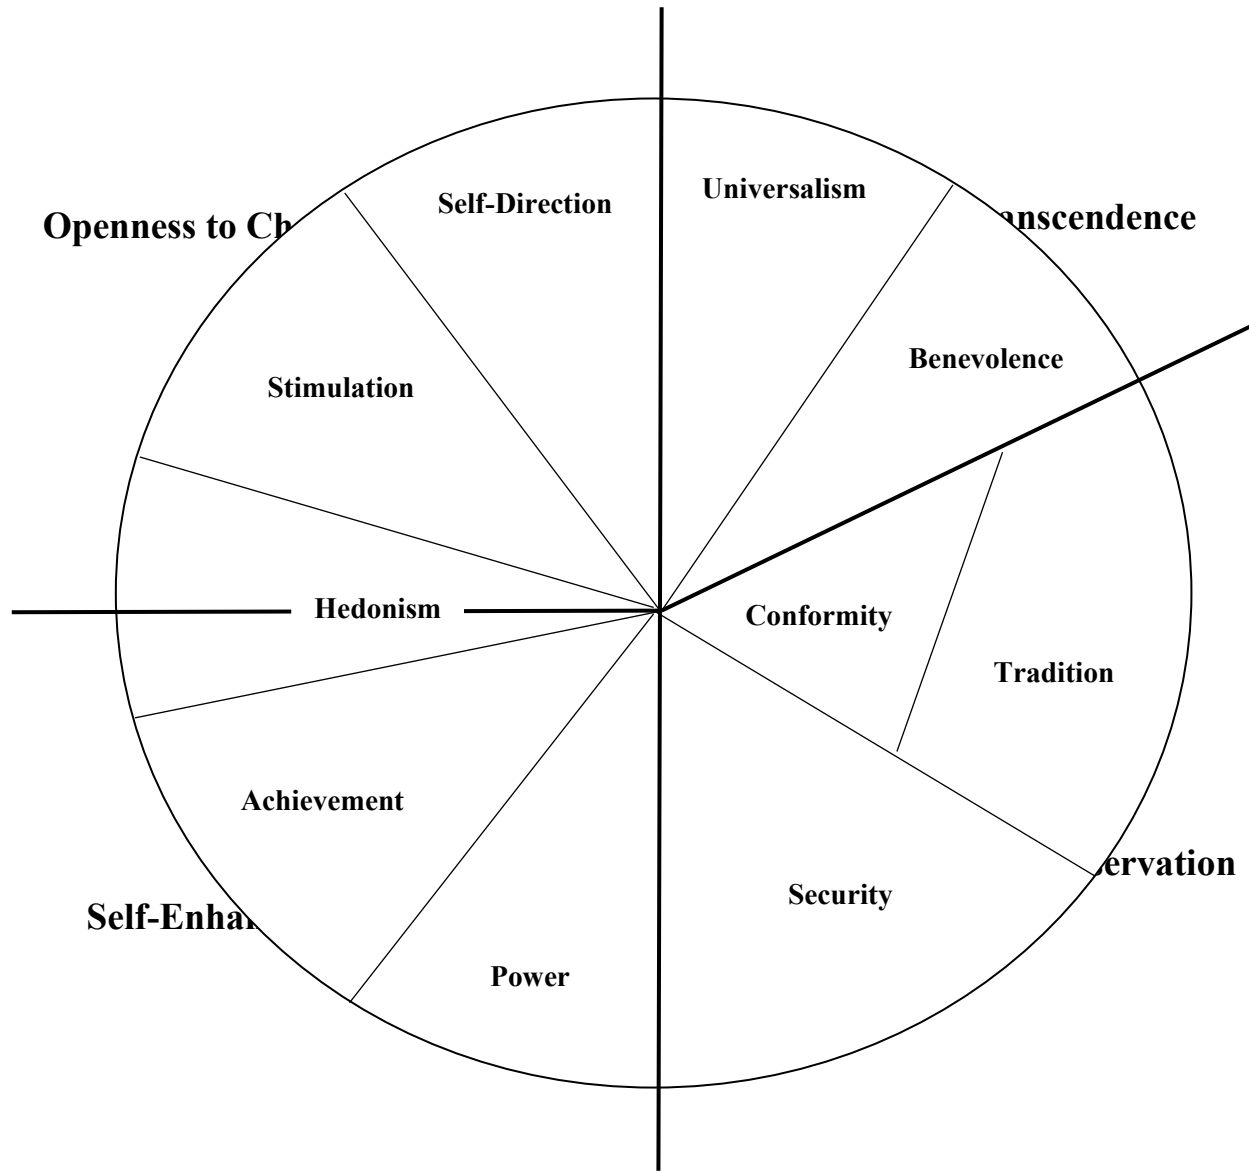 Universalism
Self-Direction
Openness to Ch
anscendence
Benevolence
Stimulation
Hedonism
Conformity
Tradition
Achievement
ervation
Security
Self-Enha
Power